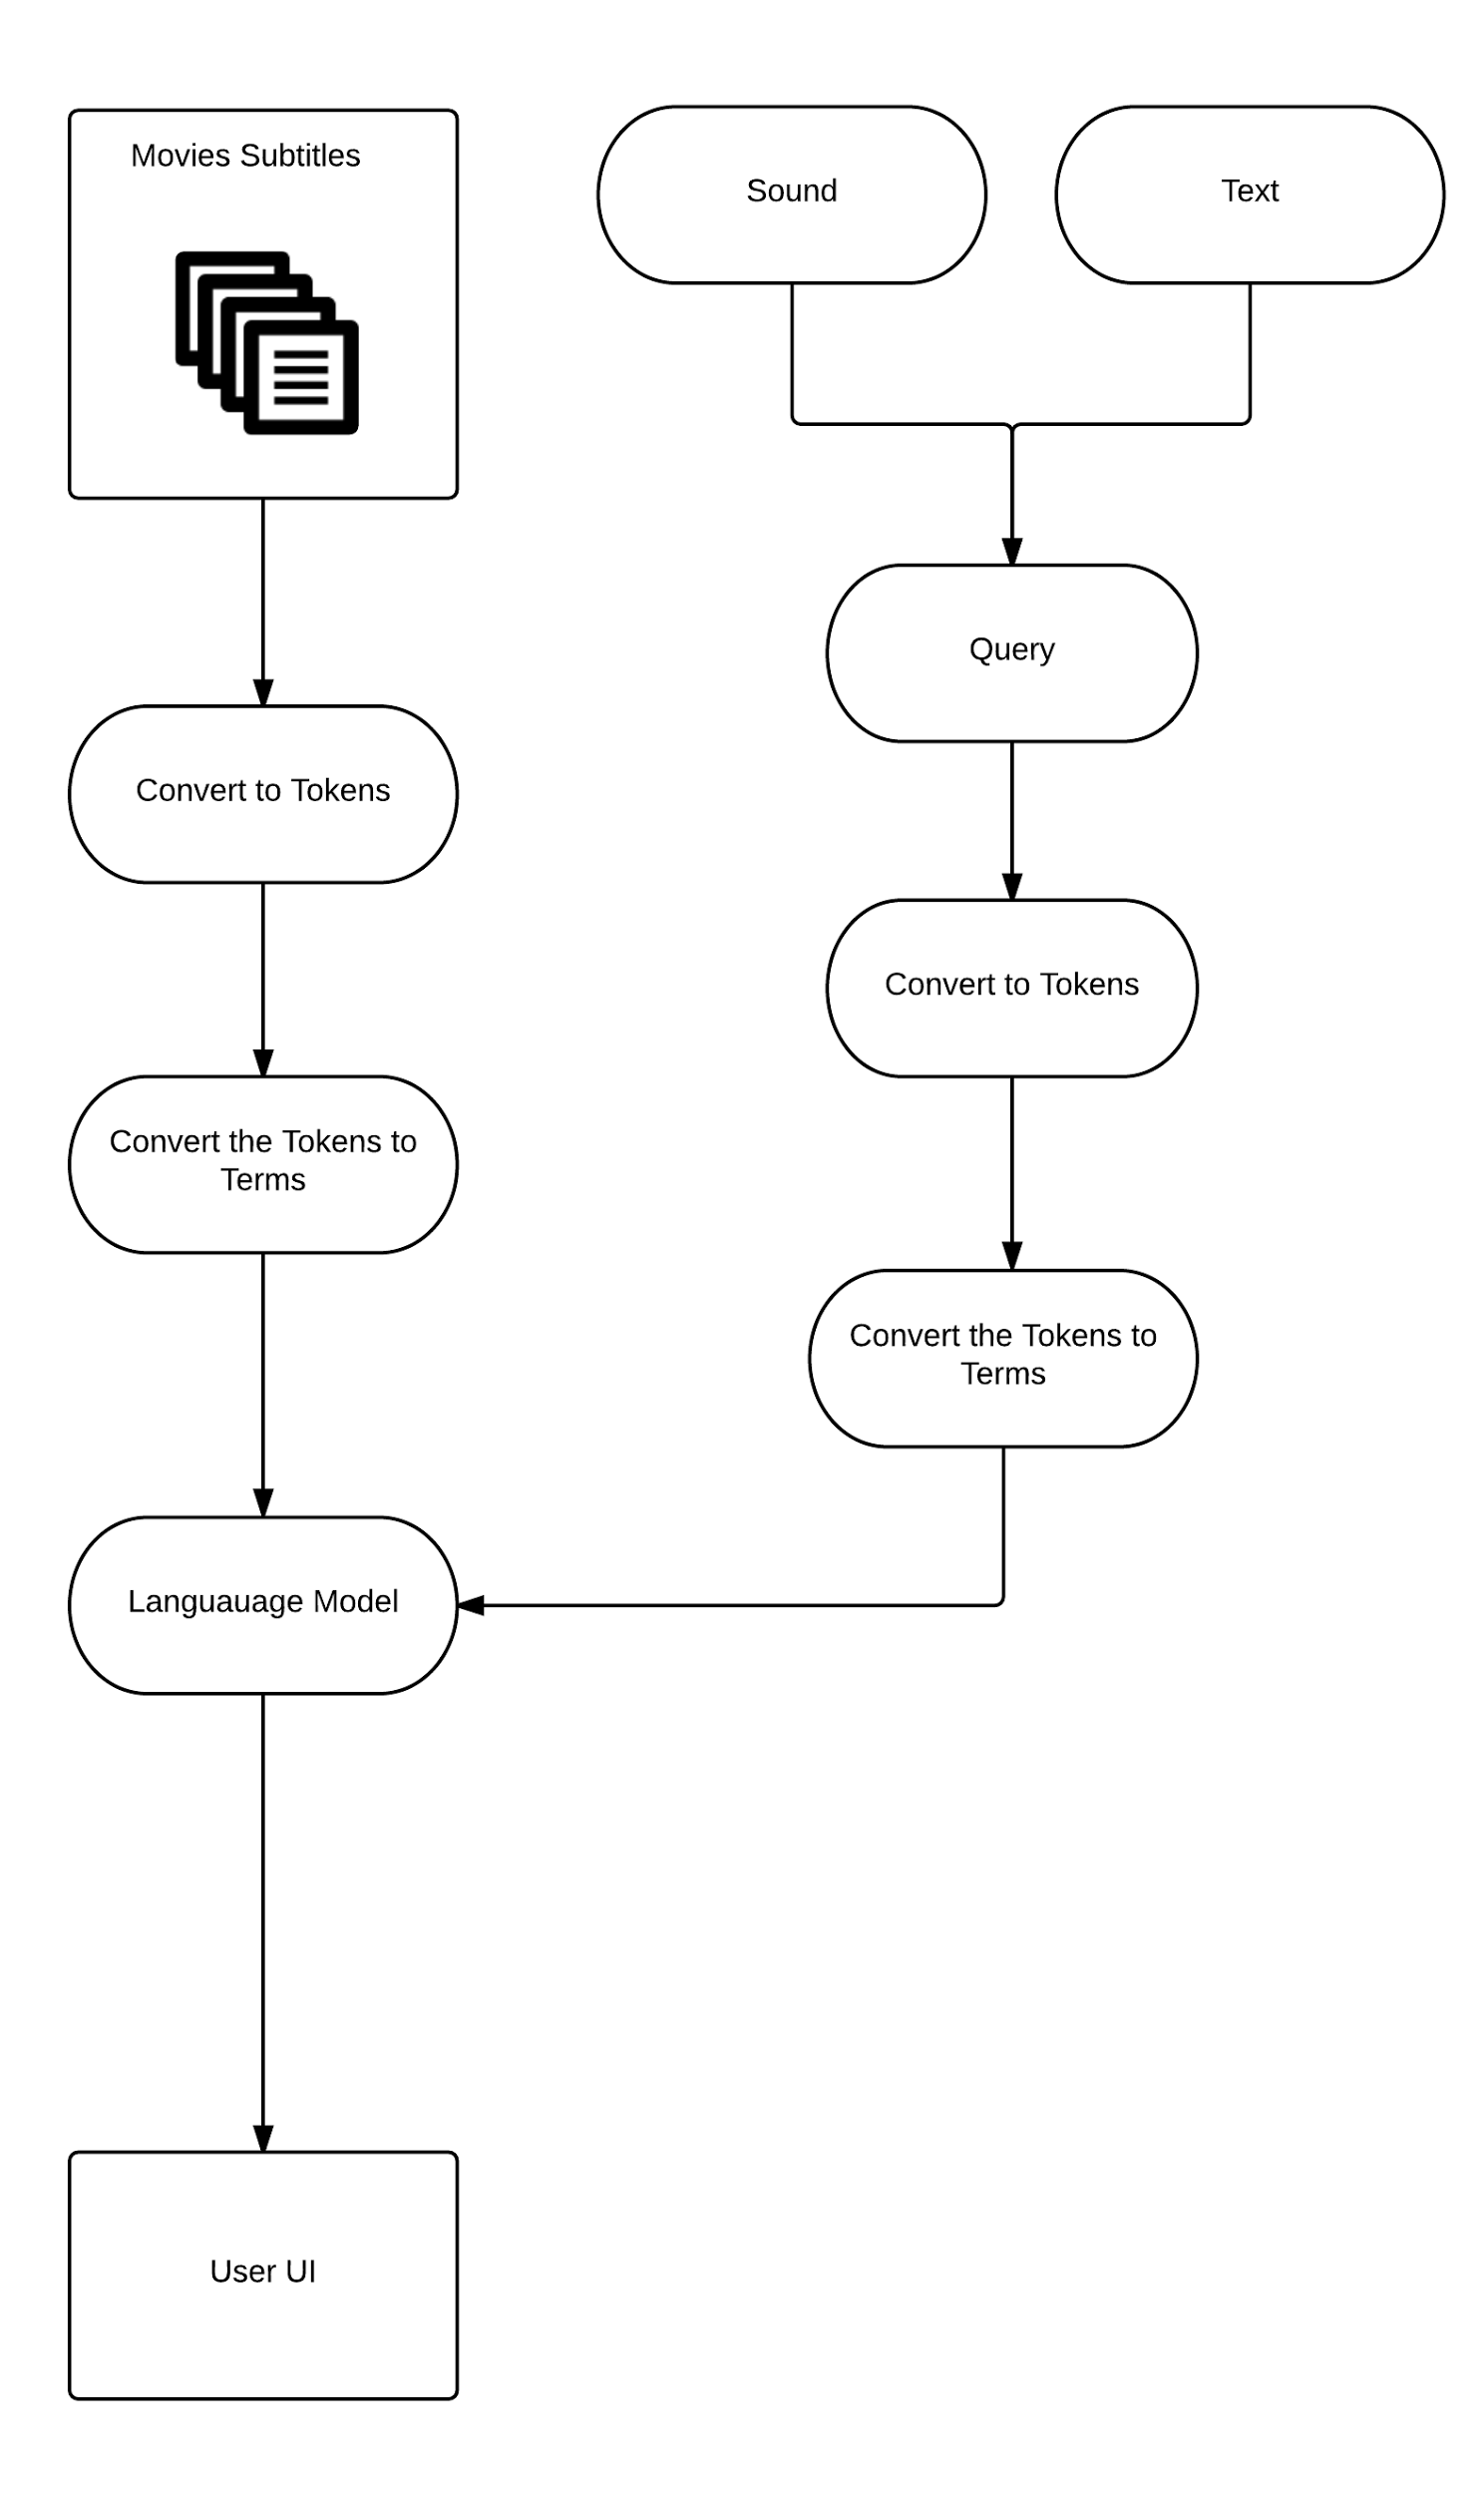 Movies Subtitles
Sound
Text
Query
Convert to Tokens
Convert to Tokens
Convert the Tokens to
Terms
Convert the Tokens to
Terms
Languauage Model
User UI